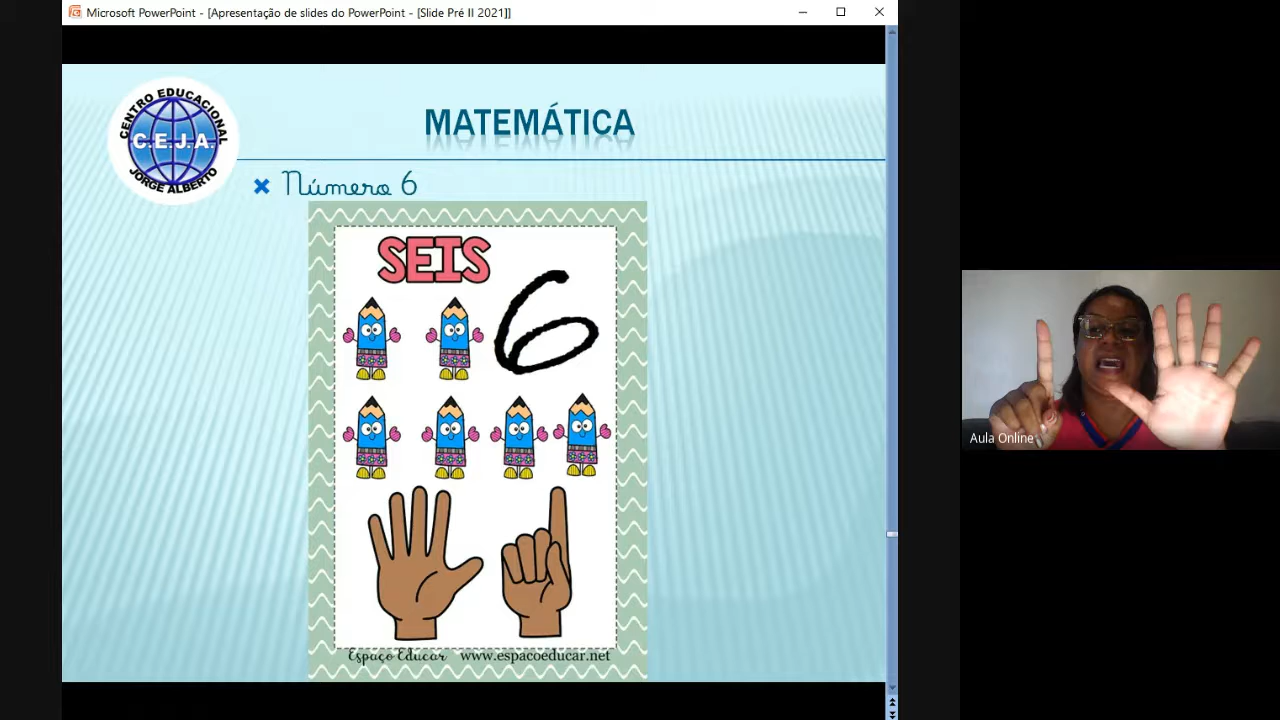 Microsoft PowerPoint - [Apresentação de slides do PowerPoint - [Slide Pré II 2021]]
CENTRO EDUCACIONAL
C.E.J.A.
JORGE ALBERTO
MATEMÁTICA
Número 6
SEIS
6
Espaço Educar www.espacoeducar.net
Aula Online